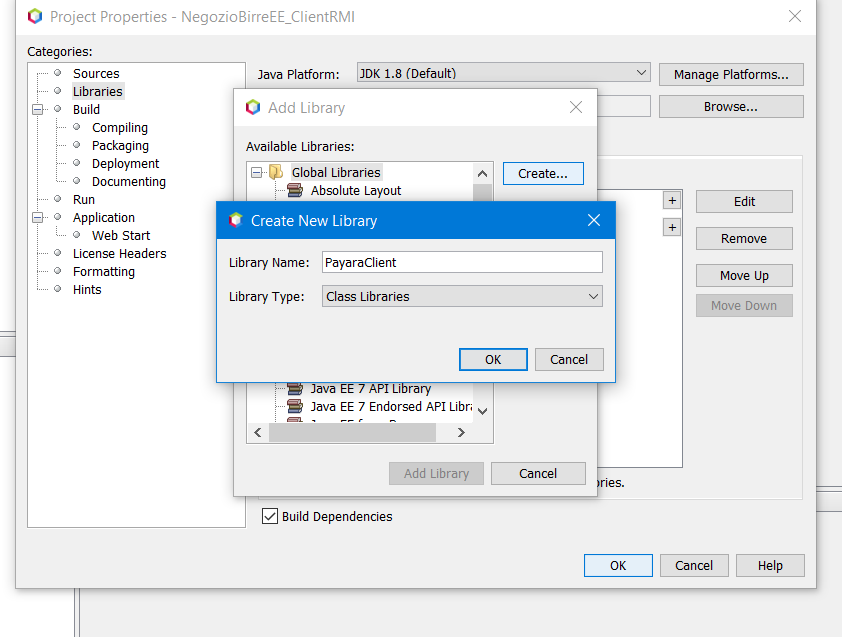 Project Properties - NegozioBirreEE_ClientRMI
Categories:
Sources
Libraries
Build
Compiling
Packaging
Deployment
Documenting
Run
Application
Web Start
License Headers
Formatting
Hints
Java Platform:
JDK 1.8 (Default)
Manage Platforms...
Browse...
Add Library
Available Libraries:
Global Libraries
Absolute Layout
Create...
+
+
Edit
Remove
Move Up
Move Down
Create New Library
Library Name:
PayaraClient
Library Type:
Class Libraries
OK
Cancel
Java EE 7 API Library
Java EE 7 Endorsed API Libra
Add Library
Cancel
ories.
Build Dependencies
OK
Cancel
Help